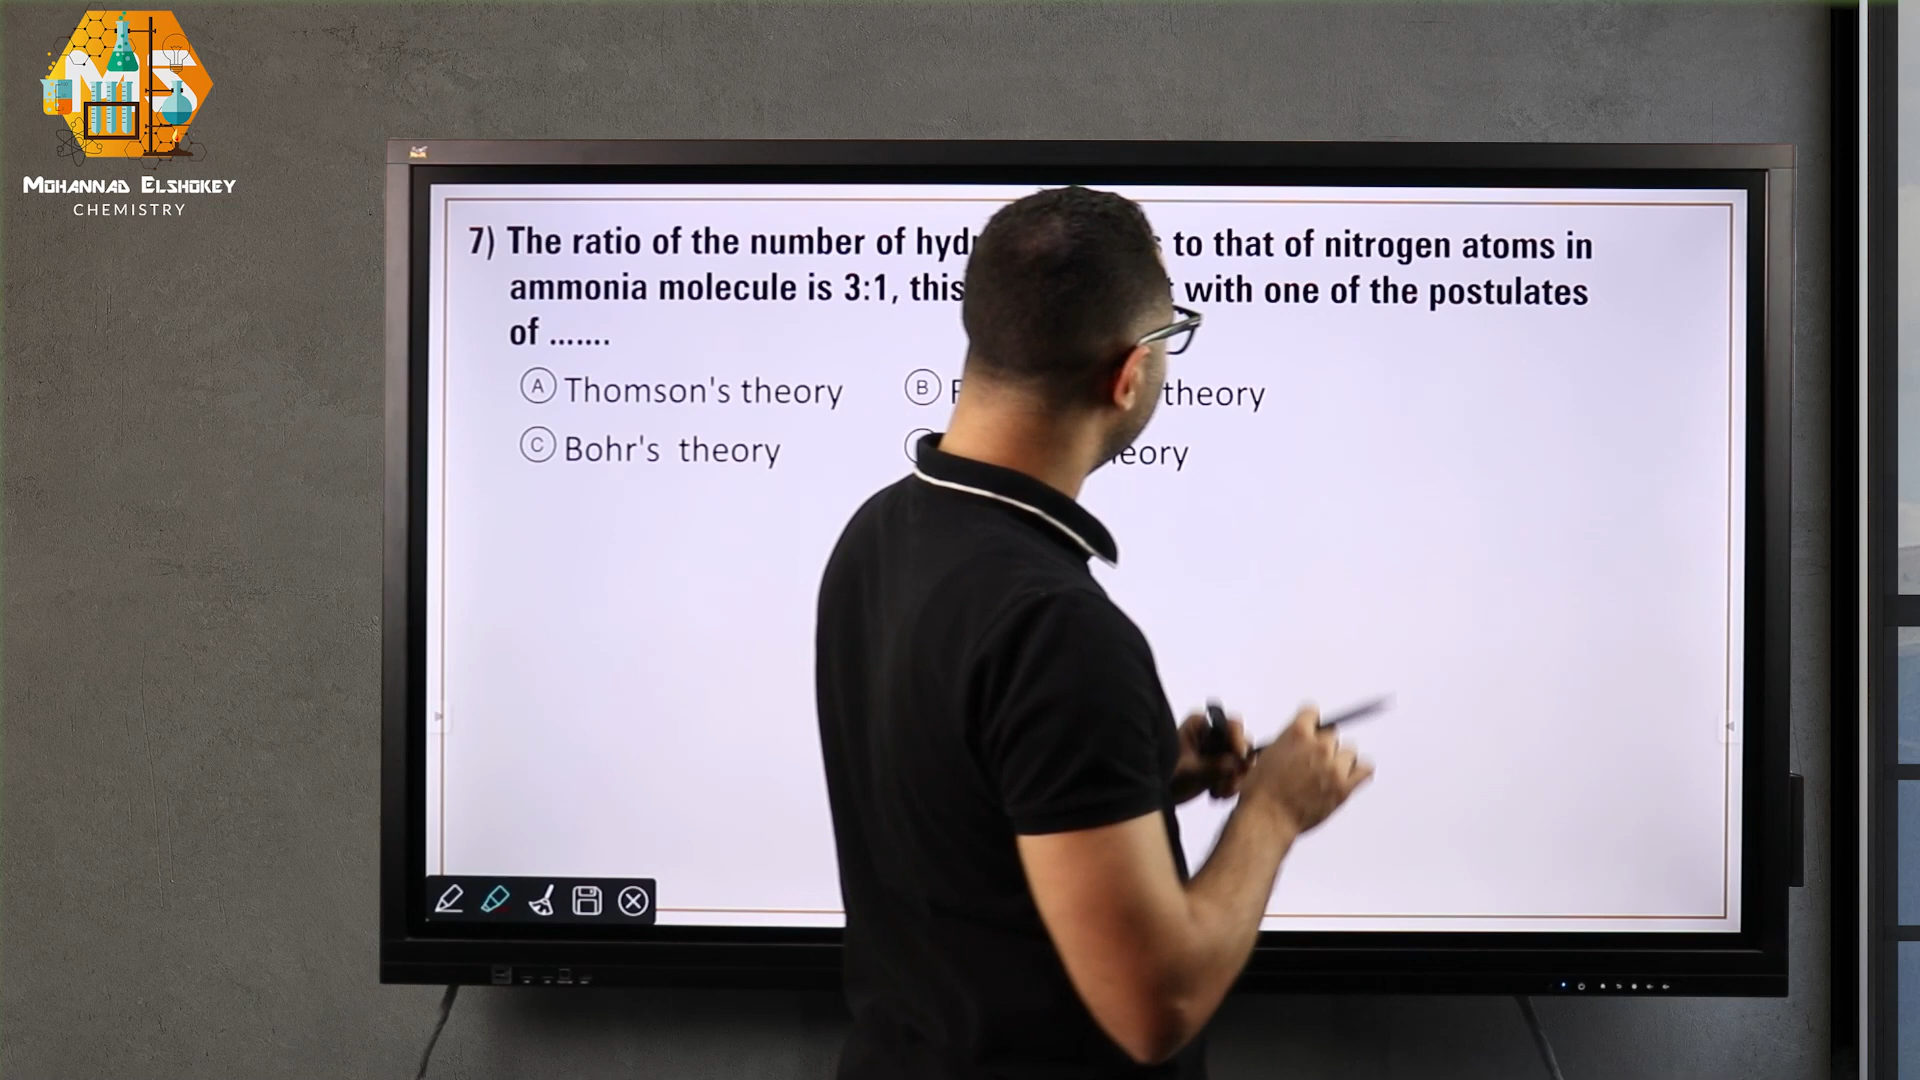 MS
MOHANNAD ELSHOKEY
CHEMISTRY
7) The ratio of the number of to that of nitrogen atoms in
ammonia molecule is 3:1, this with one of the postulates
of .......
A Thomson's theory B theory
C Bohr's theory